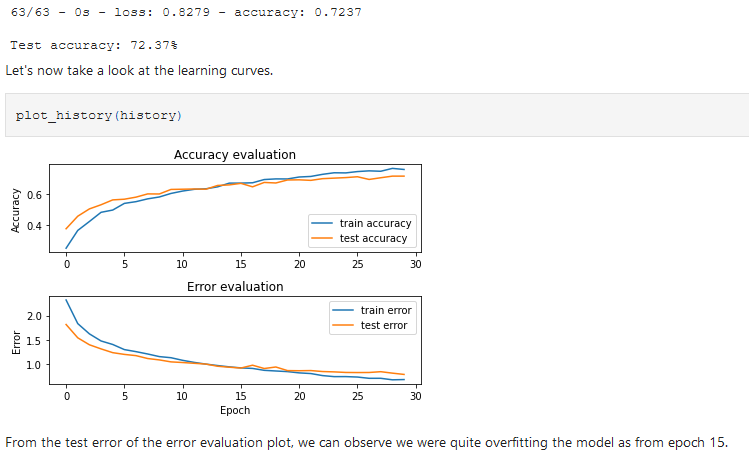 63/63 - 0s - loss: 0.8279 - accuracy: 0.7237
Test accuracy: 72.37%
Let's now take a look at the learning curves.
plot_history(history)
Accuracy evaluation
Accuracy
0.6
0.4
train accuracy
test accuracy
0 5 10 15 20 25 30
Error evaluation
Error
2.0
1.5
1.0
train error
test error
0 5 10 15 20 25 30
Epoch
From the test error of the error evaluation plot, we can observe we were quite overfitting the model as from epoch 15.